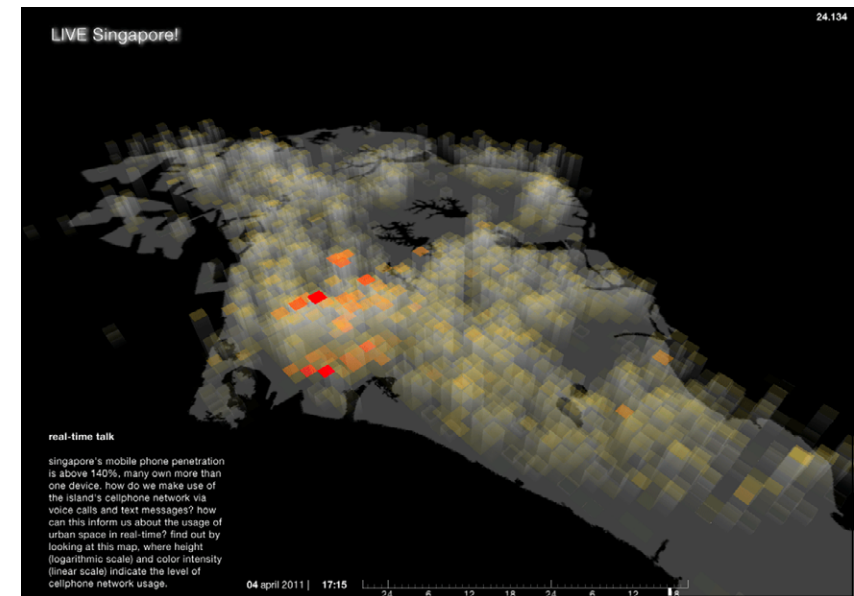 24.134
LIVE Singapore!
real-time talk
singapore's mobile phone penetration
is above 140%, many own more than
one device. how do we make use of
the island's cellphone network via
voice calls and text messages? how
can this inform us about the usage of
urban space in real-time? find out by
looking at this map, where height
(logarithmic scale) and color intensity
(linear scale) indicate the level of
cellphone network usage.
04 april 2011 | 17:15
24 6 12 18 24 6 12 18